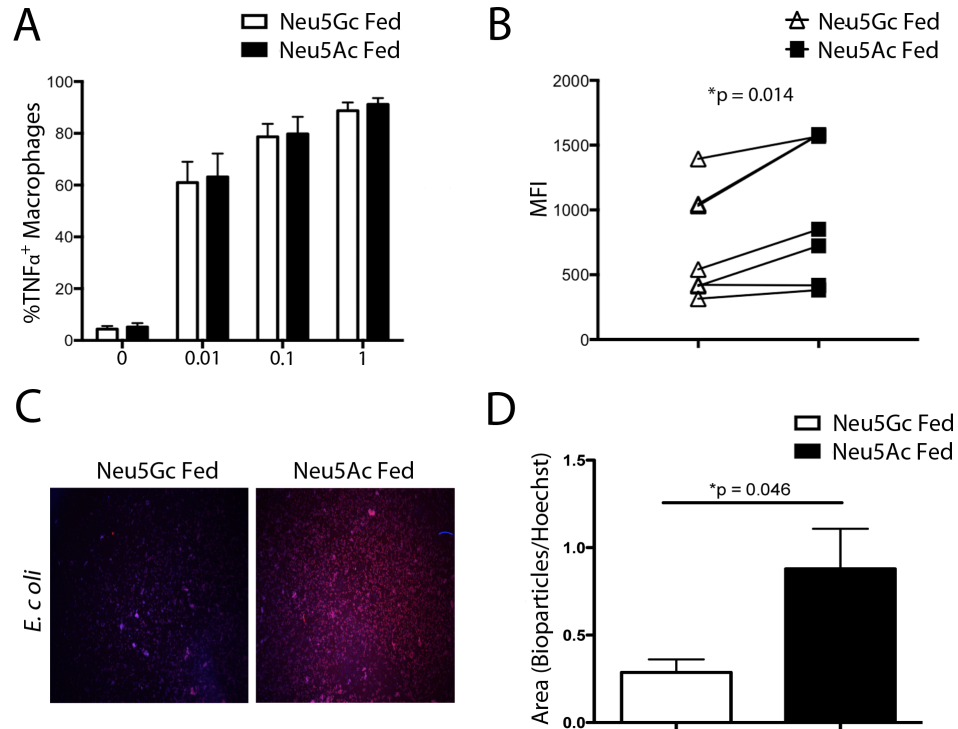 A
Neu5Gc Fed
Neu5Ac Fed
%TNFα+ Macrophages
100
80
60
40
20
0
0 0.01 0.1 1
B
Neu5Gc Fed
Neu5Ac Fed
MFI
*p = 0.014
2000
1500
1000
500
0
C
Neu5Gc Fed Neu5Ac Fed
E. c oli
D
Neu5Gc Fed
Neu5Ac Fed
Area (Bioparticles/Hoechst)
*p = 0.046
1.5
1.0
0.5
0.0